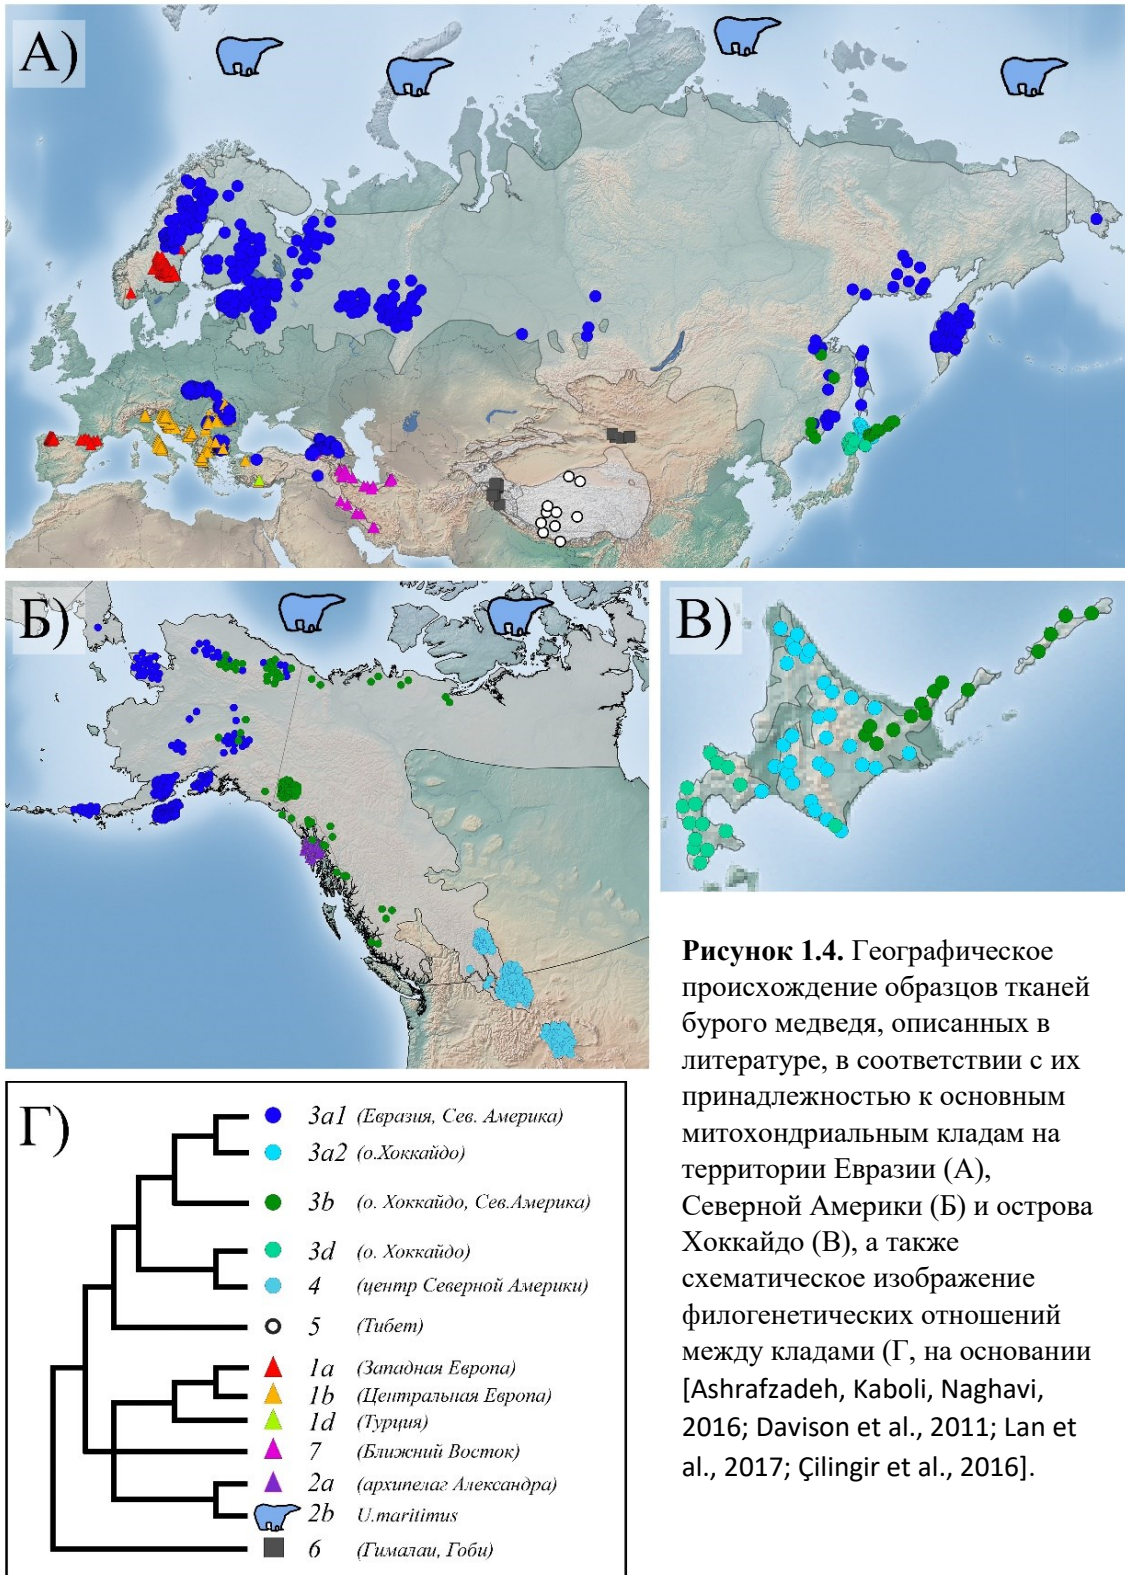 А)
Б)
В)
Рисунок 1.4. Географическое
происхождение образцов тканей
бурого медведя, описанных в
литературе, в соответствии с их
принадлежностью к основным
митохондриальным кладам на
территории Евразии (А),
Северной Америки (Б) и острова
Хоккайдо (В), а также
схематическое изображение
филогенетических отношений
между кладами (Г, на основании
[Ashrafzadeh, Kaboli, Naghavi,
2016; Davison et al., 2011; Lan et
al., 2017; Çilingir et al., 2016].
Г)
3a1 (Евразия, Сев. Америка)
3a2 (о.Хоккайдо)
3b (о. Хоккайдо, Сев.Америка)
3d (о. Хоккайдо)
4 (центр Северной Америки)
5 (Тибет)
1a (Западная Европа)
1b (Центральная Европа)
1d (Турция)
7 (Ближний Восток)
2a (архипелаг Александра)
2b U.maritimus
6 (Гималаи, Гоби)